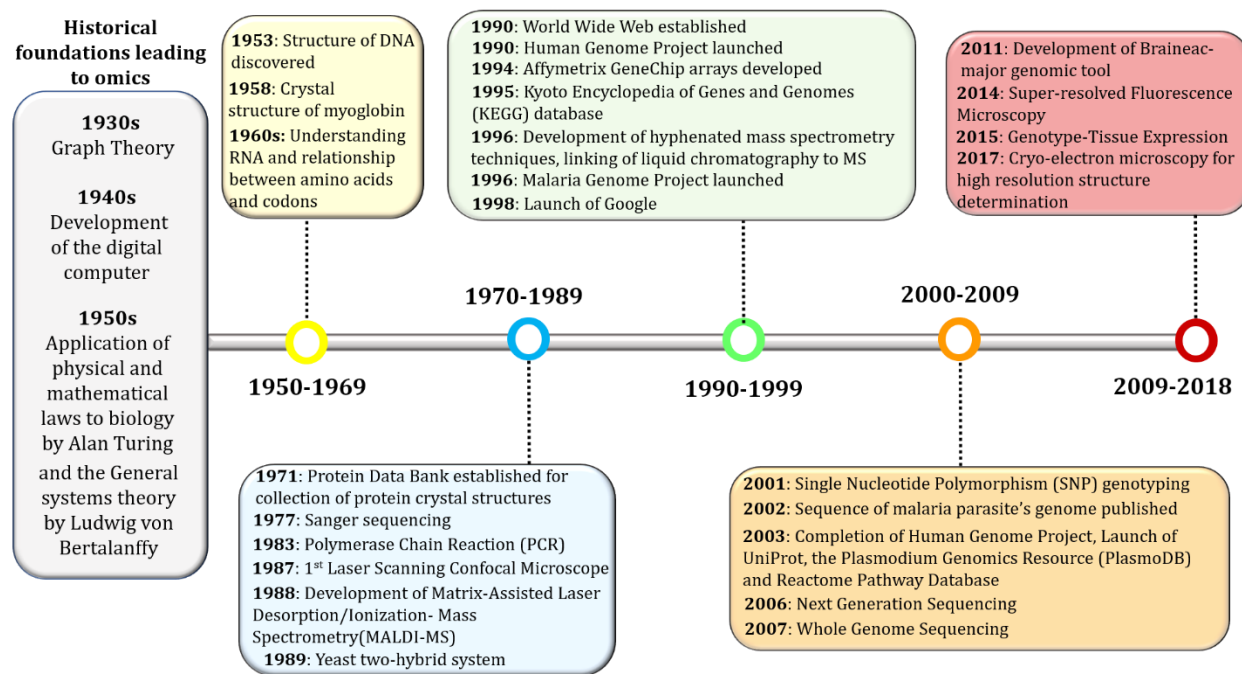 Historical
foundations leading
to omics
1930s
Graph Theory
1940s
Development
of the digital
computer
1950s
Application of
physical and
mathematical
laws to biology
by Alan Turing
and the General
systems theory
by Ludwig von
Bertalanffy
1953: Structure of DNA
discovered
1958: Crystal
structure of myoglobin
1960s: Understanding
RNA and relationship
between amino acids
and codons
1990: World Wide Web established
1990: Human Genome Project launched
1994: Affymetrix GeneChip arrays developed
1995: Kyoto Encyclopedia of Genes and Genomes
(KEGG) database
1996: Development of hyphenated mass spectrometry
techniques, linking of liquid chromatography to MS
1996: Malaria Genome Project launched
1998: Launch of Google
2011: Development of Braineac-
major genomic tool
2014: Super-resolved Fluorescence
Microscopy
2015: Genotype-Tissue Expression
2017: Cryo-electron microscopy for
high resolution structure
determination
1950-1969
1970-1989
1990-1999
2000-2009
2009-2018
1971: Protein Data Bank established for
collection of protein crystal structures
1977: Sanger sequencing
1983: Polymerase Chain Reaction (PCR)
1987: 1st Laser Scanning Confocal Microscope
1988: Development of Matrix-Assisted Laser
Desorption/Ionization- Mass
Spectrometry(MALDI-MS)
1989: Yeast two-hybrid system
2001: Single Nucleotide Polymorphism (SNP) genotyping
2002: Sequence of malaria parasite's genome published
2003: Completion of Human Genome Project, Launch of
UniProt, the Plasmodium Genomics Resource (PlasmoDB)
and Reactome Pathway Database
2006: Next Generation Sequencing
2007: Whole Genome Sequencing